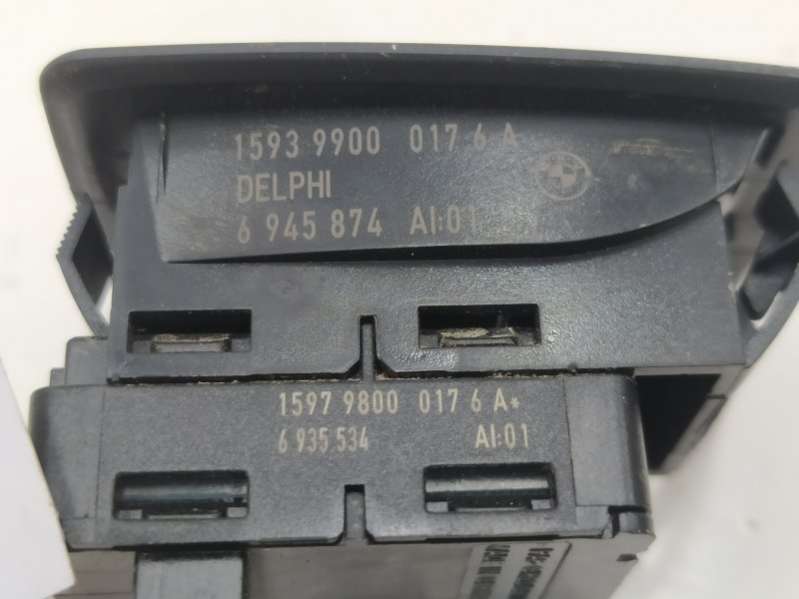 1593 9900 017 6 A
DELPHI
6 945 874 AI:01
1597 9800 017 6 A*
6 935 534 AI:01